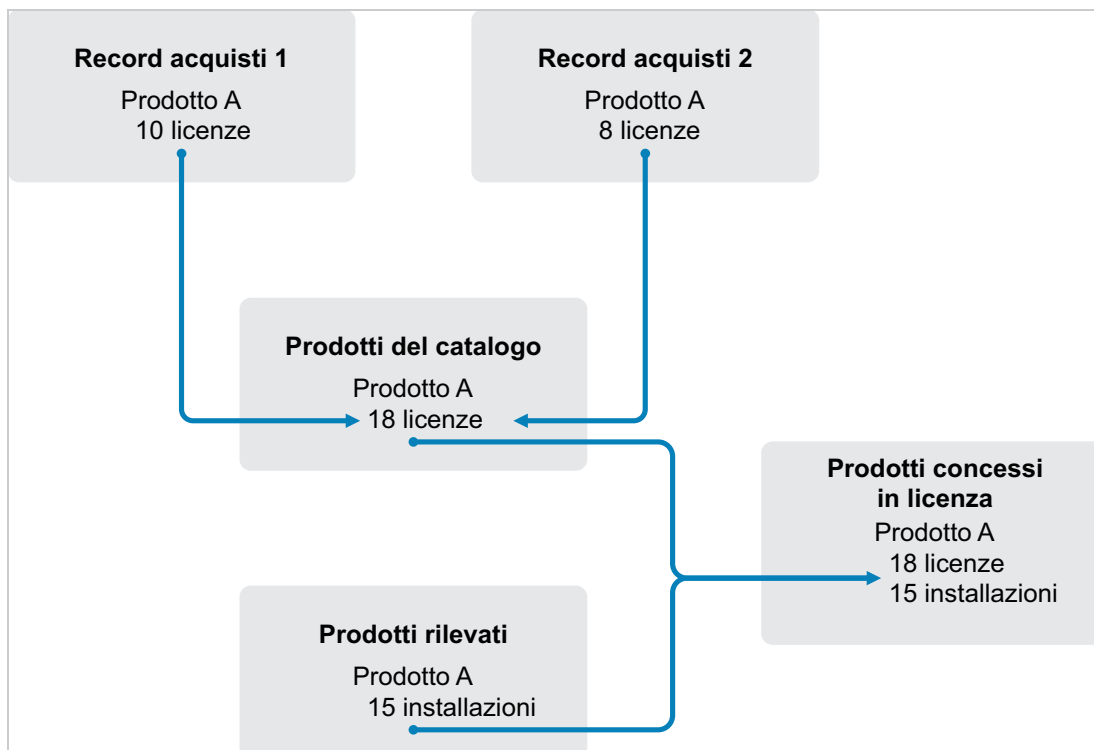 Record acquisti 1
Prodotto A
10 licenze
Record acquisti 2
Prodotto A
8 licenze
Prodotti del catalogo
Prodotto A
18 licenze
Prodotti concessi
in licenza
Prodotto A
18 licenze
15 installazioni
Prodotti rilevati
Prodotto A
15 installazioni